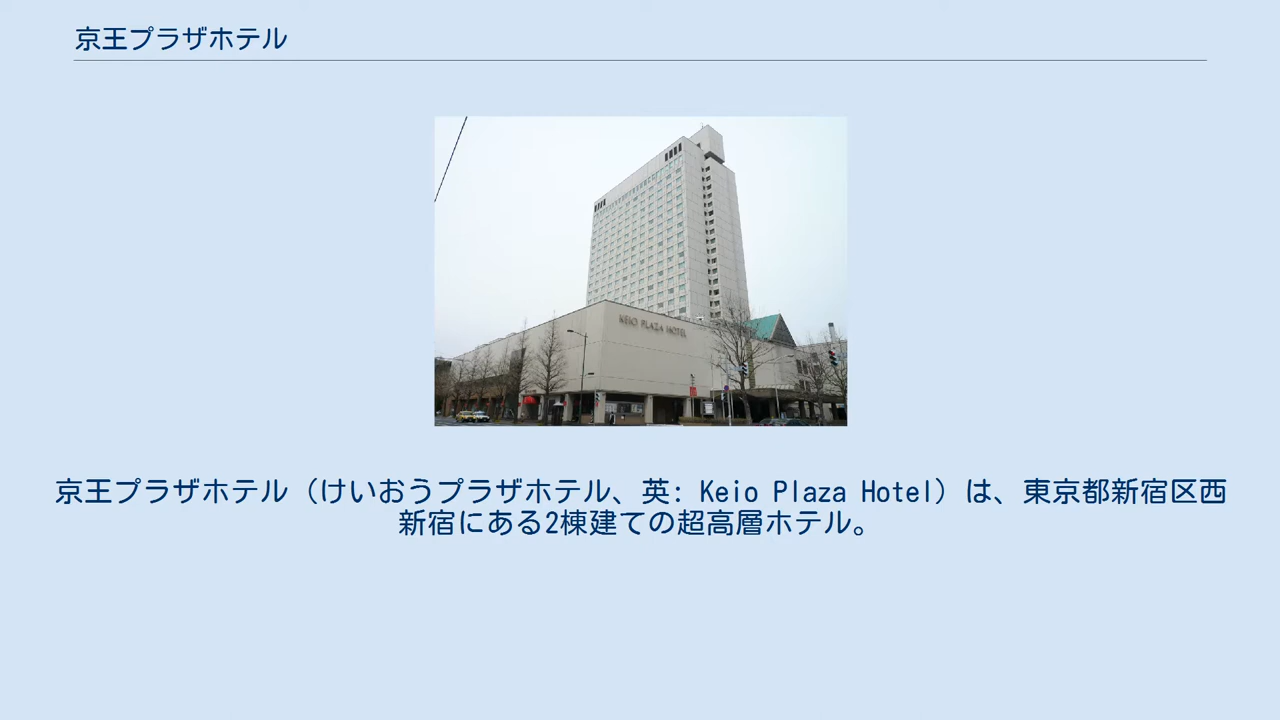 京王プラザホテル
KEIO PLAZA HOTEL
京王プラザホテル（けいおうプラザホテル、英: Keio Plaza Hotel）は、東京都新宿区西
新宿にある2棟建ての超高層ホテル。